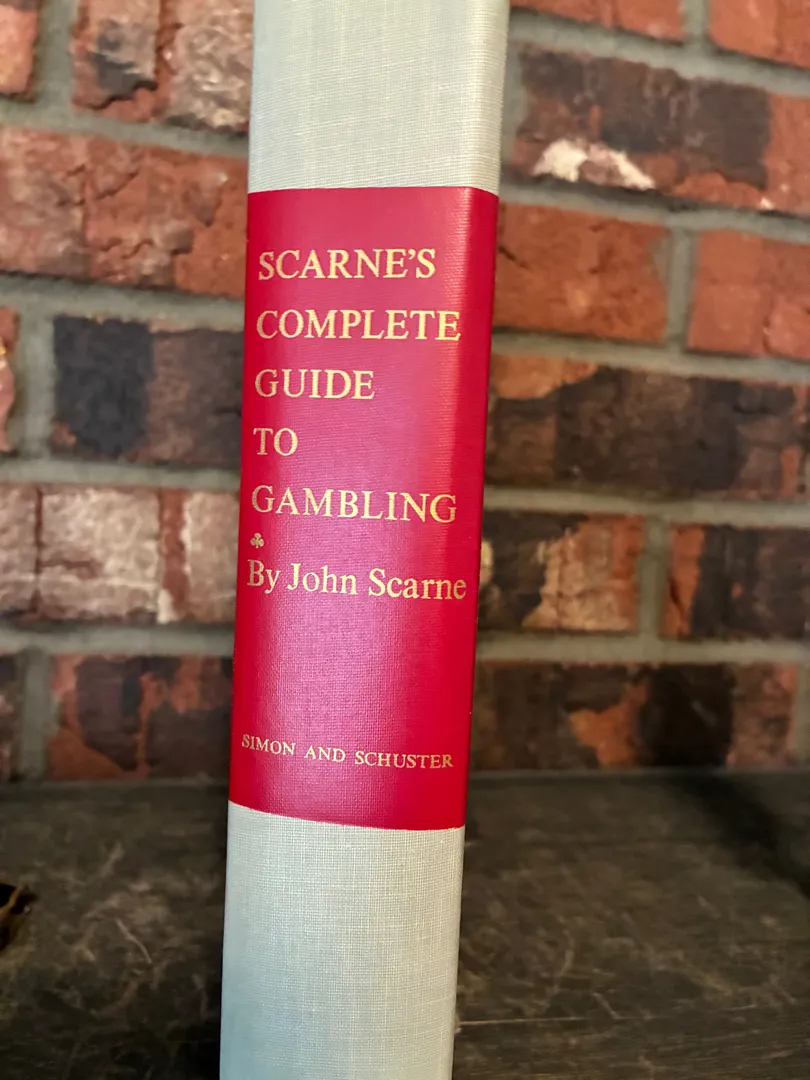 SCARNE'S
COMPLETE
GUIDE
TO
GAMBLING
By John Scarne
SIMON AND SCHUSTER